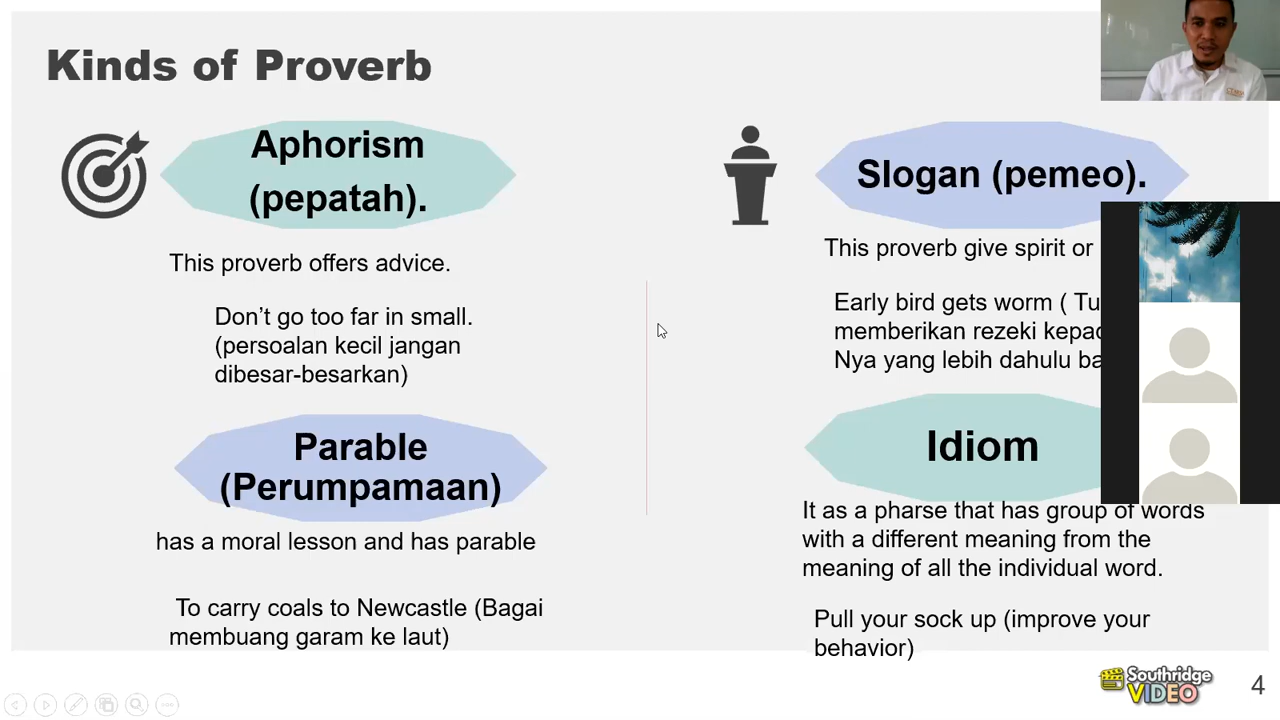 Kinds of Proverb
Aphorism
(pepatah).
This proverb offers advice.
Don’t go too far in small.
(persoalan kecil jangan
dibesar-besarkan)
Parable
(Perumpamaan)
has a moral lesson and has parable
To carry coals to Newcastle (Bagai
membuang garam ke laut)
Slogan (pemeo).
This proverb give spirit or
Early bird gets worm ( Tu
memberikan rezeki kepac
Nya yang lebih dahulu ba
Idiom
It as a pharse that has group of words
with a different meaning from the
meaning of all the individual word.
Pull your sock up (improve your
behavior)
Southridge
VIDEO
4